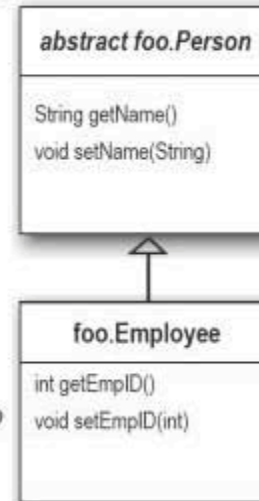 abstract foo.Person
String getName()
void setName(String)
foo.Employee
int getEmpID()
void setEmpID(int)